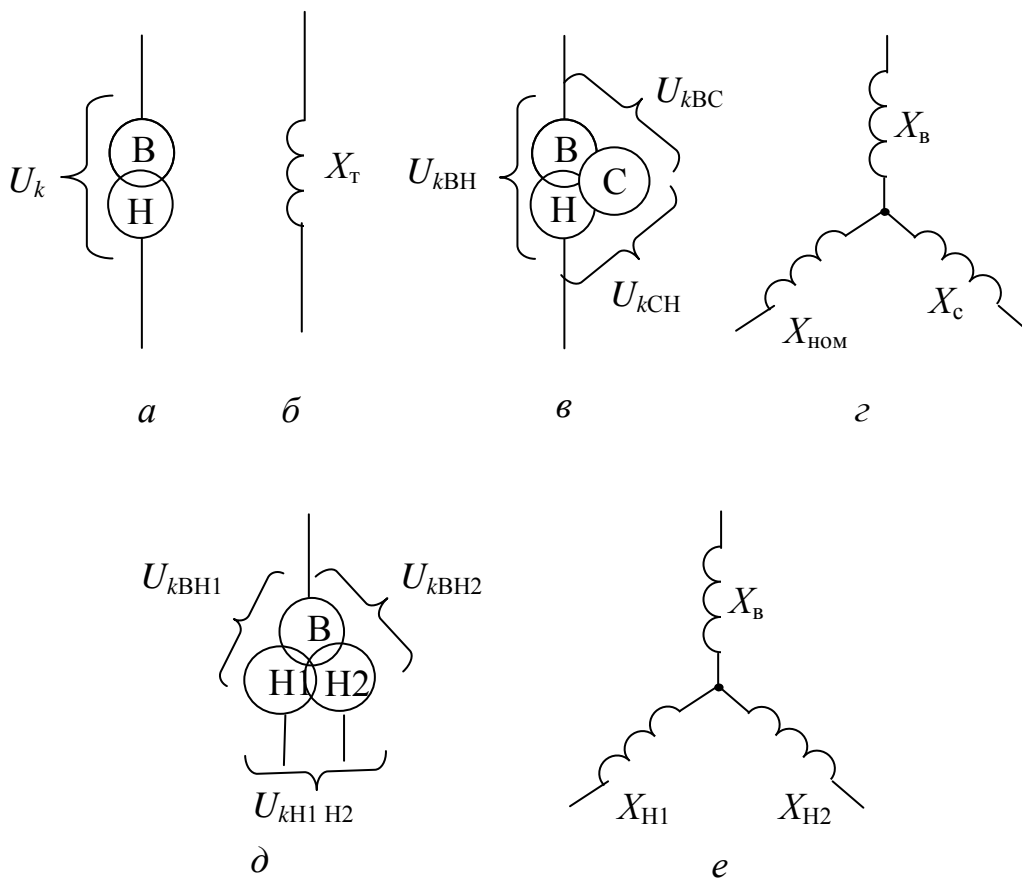 U_k
В
Н
X_т
U_kВН
В
Н
С
U_kВС
U_kСН
X_в
X_ном
X_с
а
б
в
г
U_kВН1
В
Н1
Н2
U_kВН2
U_kН1 Н2
X_в
X_Н1
X_Н2
д
е